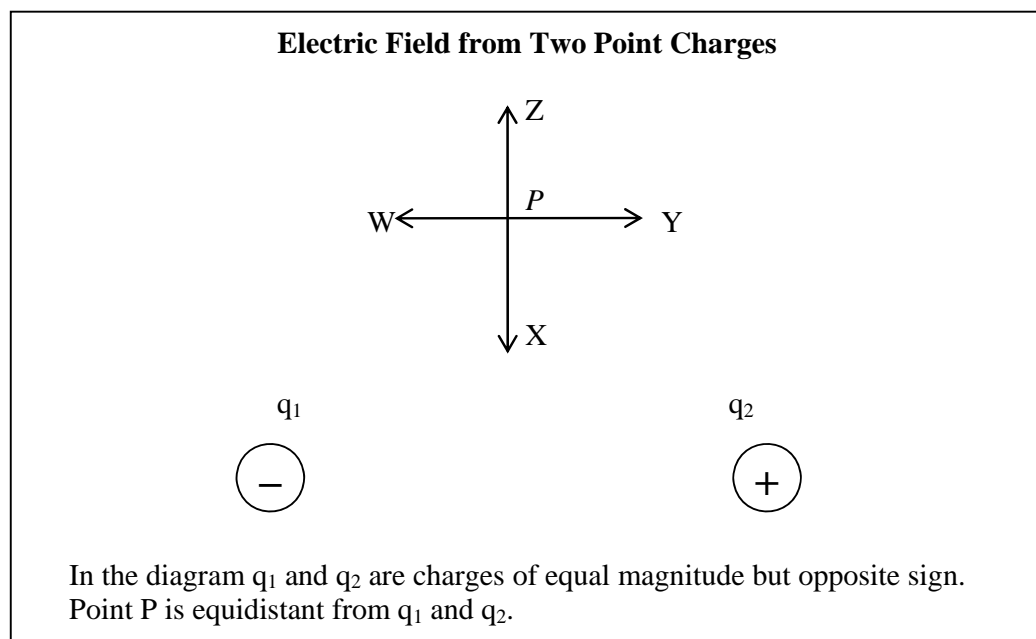 Electric Field from Two Point Charges
Z
P
W Y
X
q₁ q₂
− +
In the diagram q₁ and q₂ are charges of equal magnitude but opposite sign.
Point P is equidistant from q₁ and q₂.